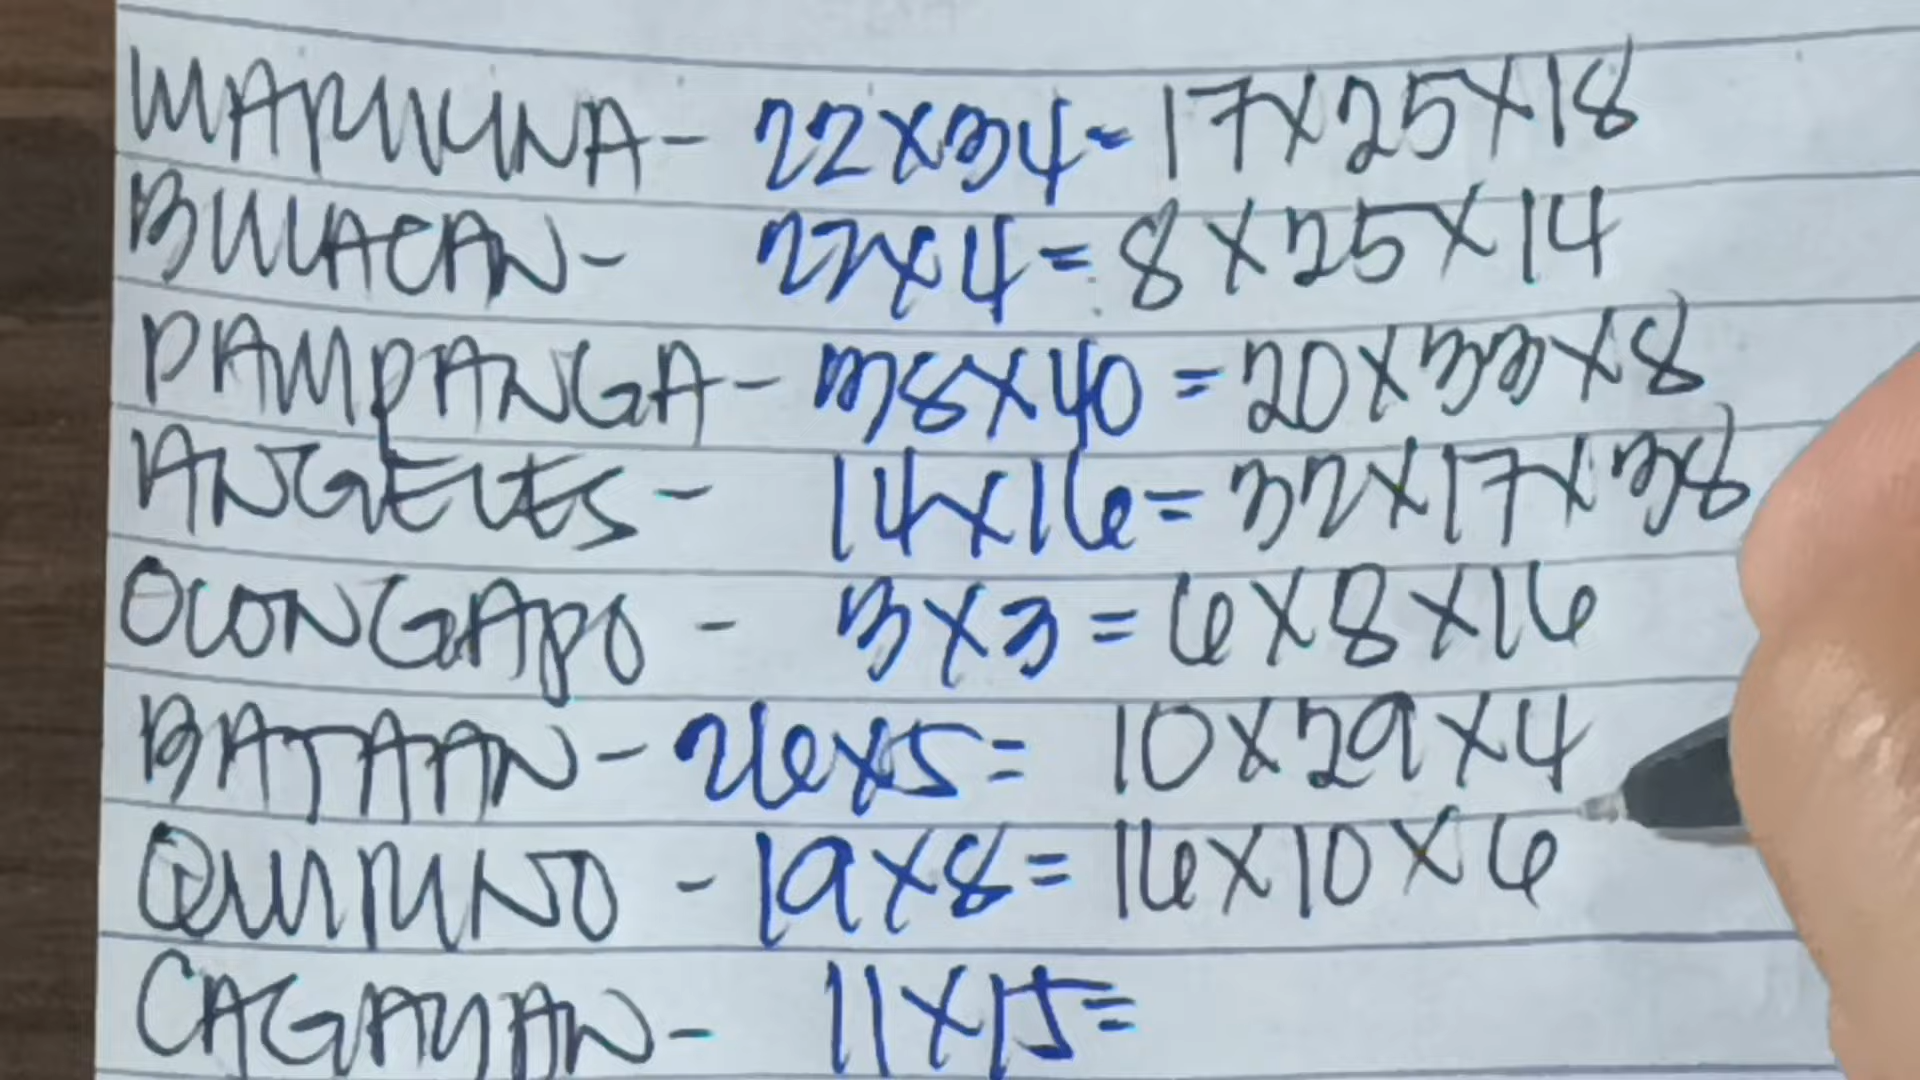 MARIKINA- 22X34= 17X25X18
BULACAN- 22X4= 8X25X14
PAMPANGA- 38X40 = 20X33X8
ANGELES- 14X16= 32X17X38
OLONGAPO - 3X3= 6X8X16
BATAAN- 26X5= 10X29X4
QUIRINO -19X8= 16X10X6
CAGAYAN- 11X15=